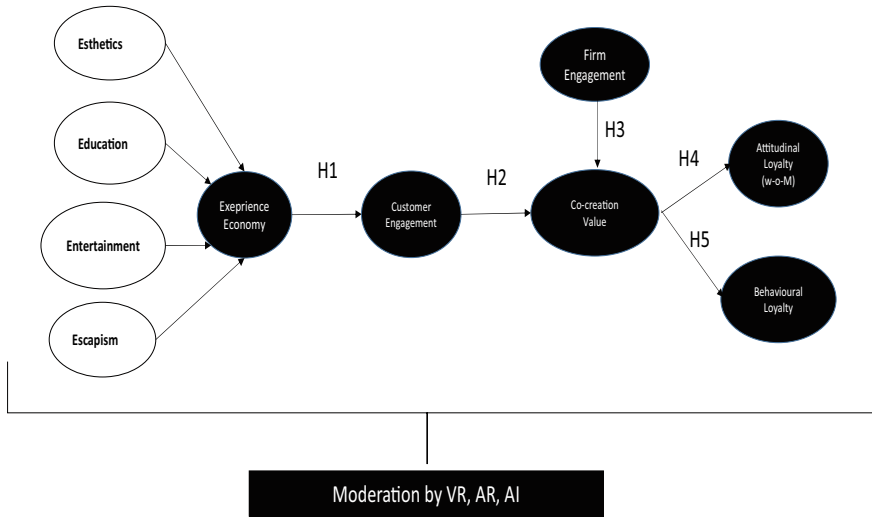 Esthetics
Education
Entertainment
Escapism
Exeprience
Economy
H1
Customer
Engagement
H2
Firm
Engagement
H3
Co-creation
Value
H4
Attitudinal
Loyalty
(w-o-M)
H5
Behavioural
Loyalty
Moderation by VR, AR, AI